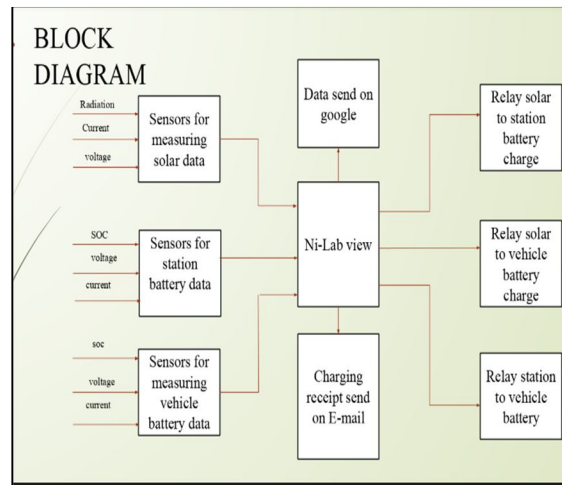 BLOCK
DIAGRAM
Radiation
Current
voltage
Sensors for
measuring
solar data
SOC
voltage
current
Sensors for
station
battery data
soc
voltage
current
Sensors for
measuring
vehicle
battery data
Data send on
google
Ni-Lab view
Charging
receipt send
on E-mail
Relay solar
to station
battery
charge
Relay solar
to vehicle
battery
charge
Relay station
to vehicle
battery